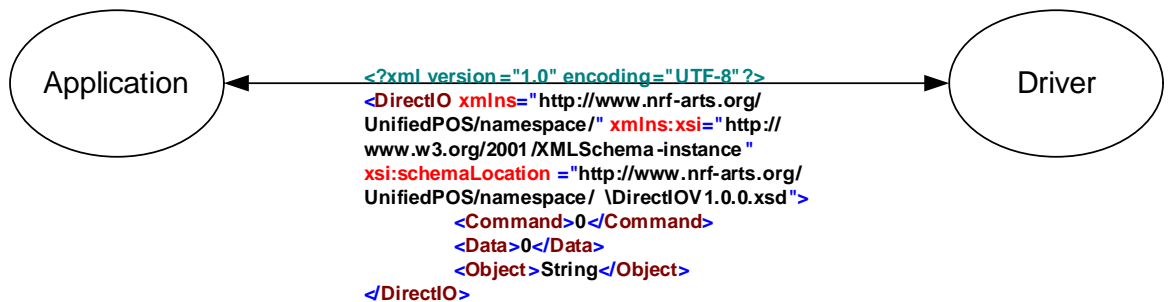 Application
<?xml version="1.0" encoding="UTF-8"?>
<DirectIO xmlns="http://www.nrf-arts.org/
UnifiedPOS/namespace/" xmlns:xsi="http://
www.w3.org/2001/XMLSchema-instance"
xsi:schemaLocation ="http://www.nrf-arts.org/
UnifiedPOS/namespace/ \DirectIOV1.0.0.xsd">
<Command>0</Command>
<Data>0</Data>
<Object>String</Object>
</DirectIO>
Driver